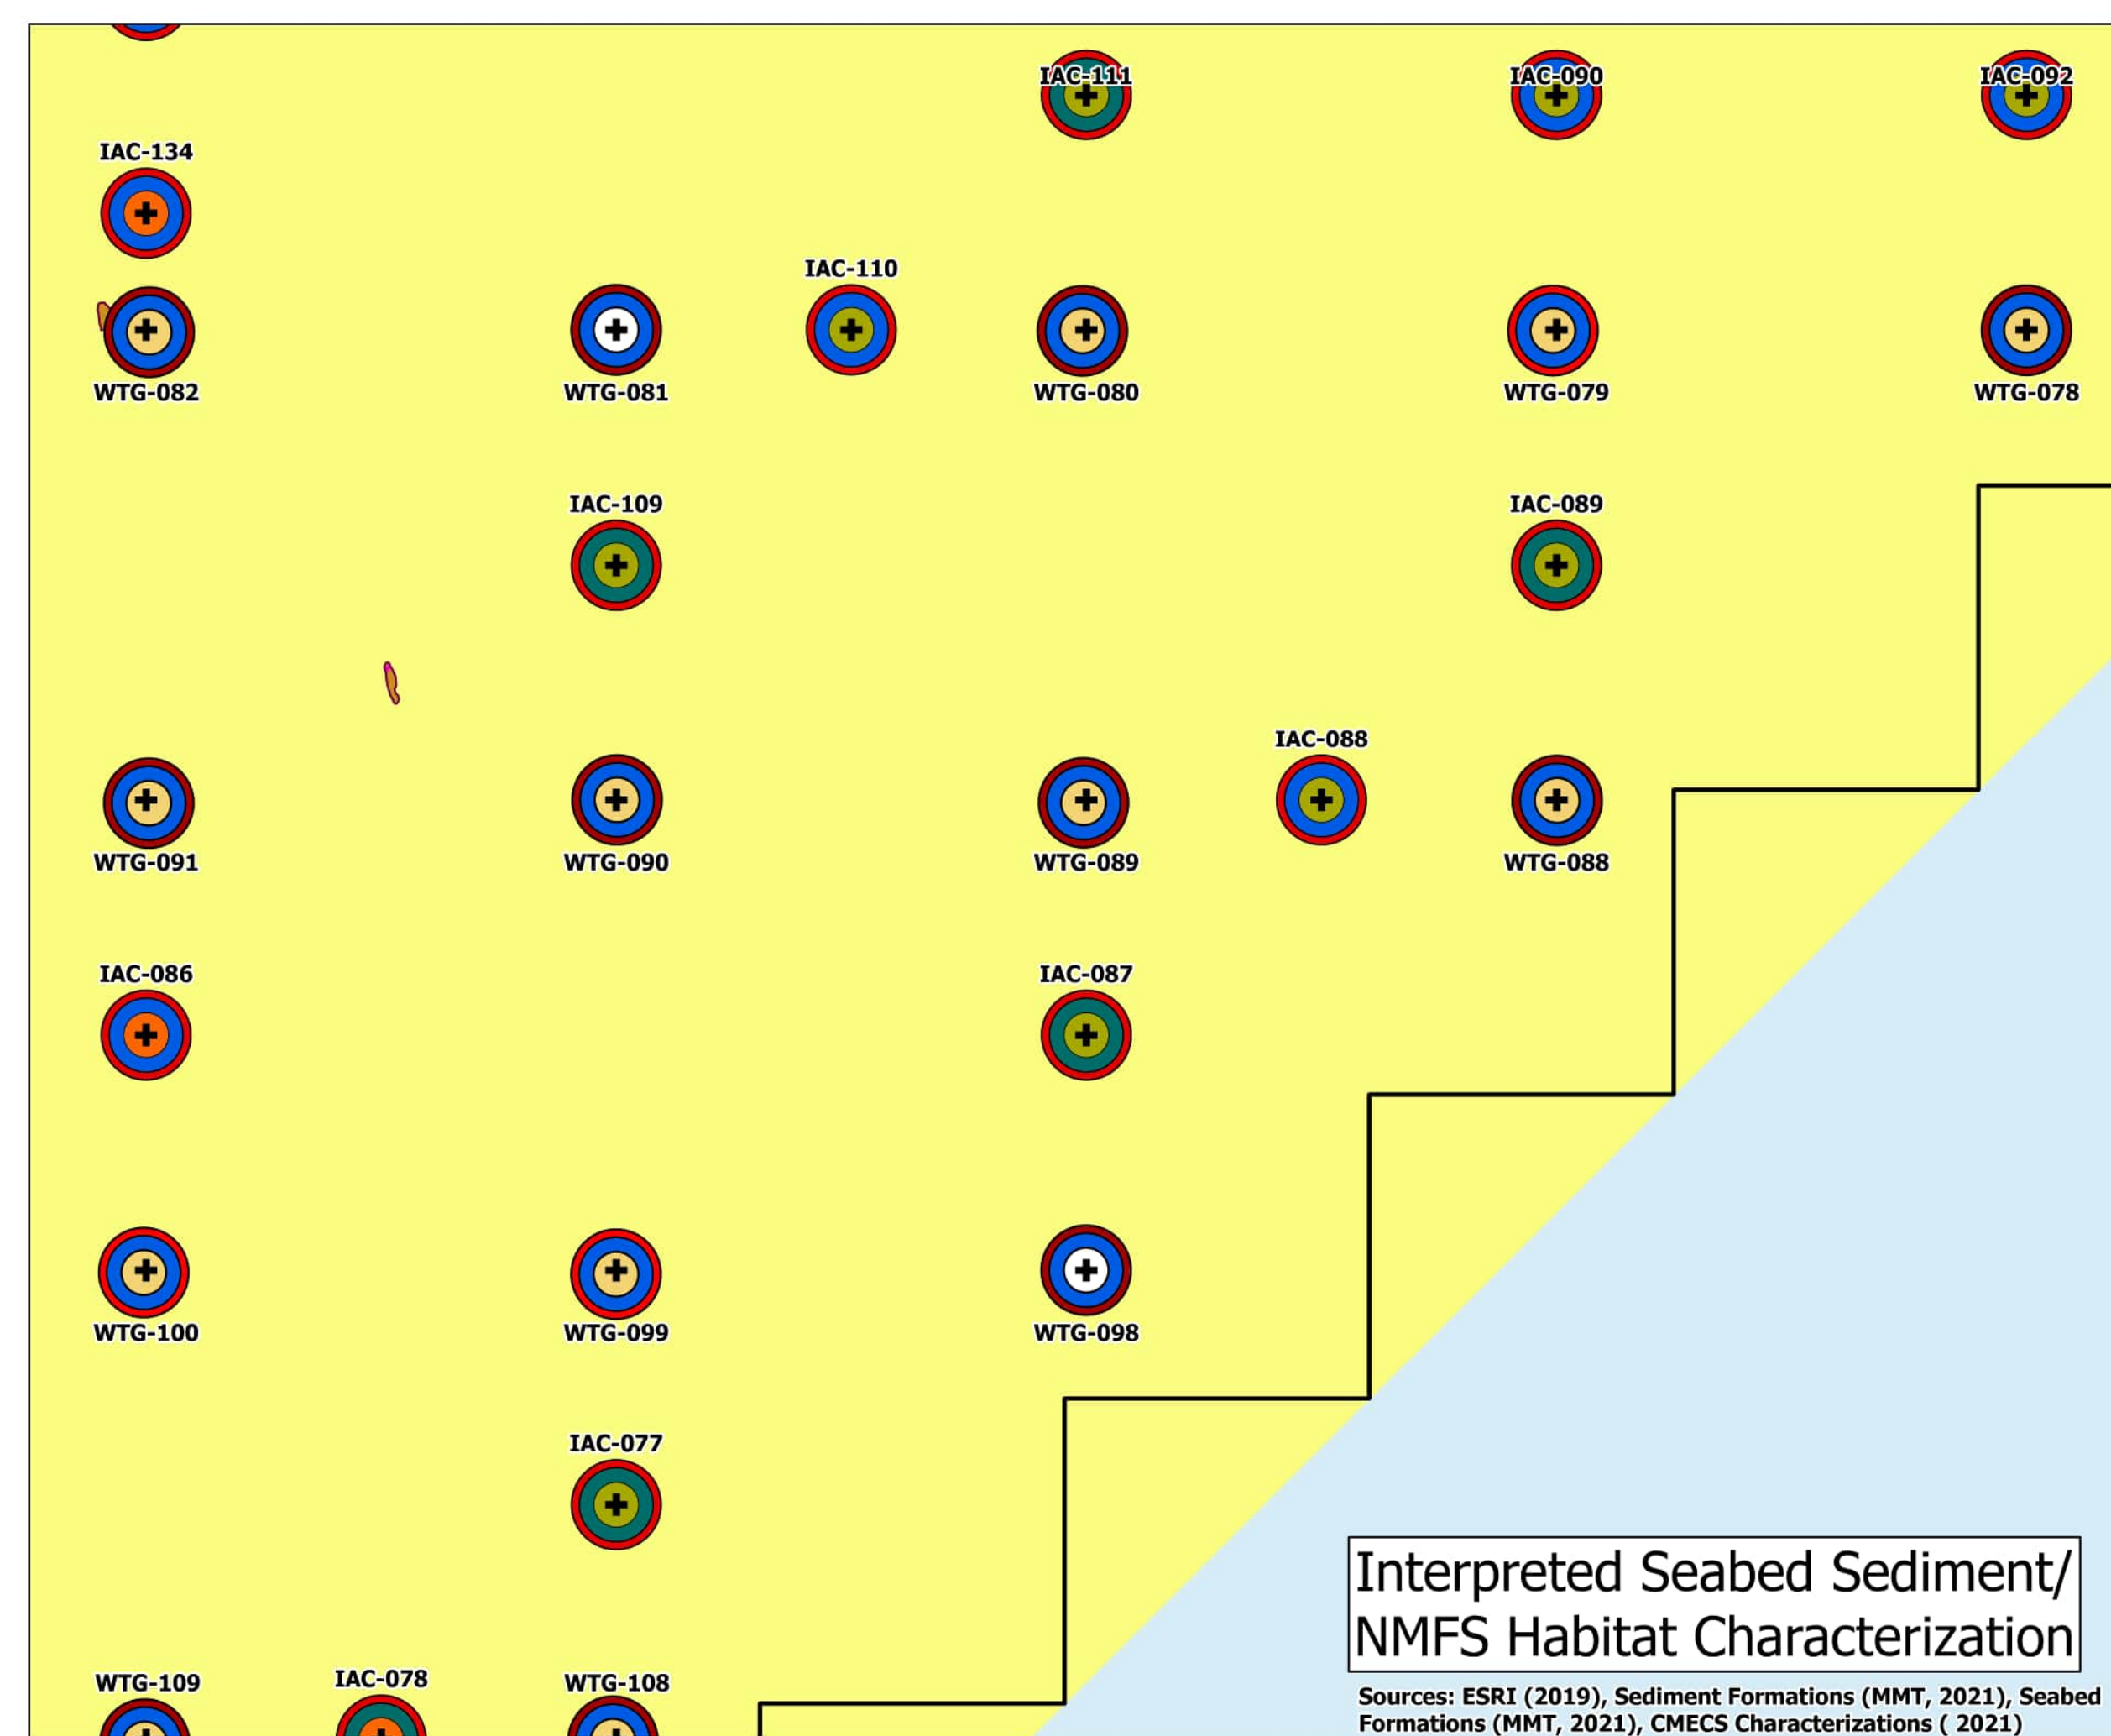 IAC-111
IAC-090
IAC-092
IAC-134
IAC-110
WTG-082
WTG-081
WTG-080
WTG-079
WTG-078
IAC-109
IAC-089
IAC-088
WTG-091
WTG-090
WTG-089
WTG-088
IAC-086
IAC-087
WTG-100
WTG-099
WTG-098
IAC-077
Interpreted Seabed Sediment/
NMFS Habitat Characterization
WTG-109
IAC-078
WTG-108
Sources: ESRI (2019), Sediment Formations (MMT, 2021), Seabed
Formations (MMT, 2021), CMECS Characterizations ( 2021)